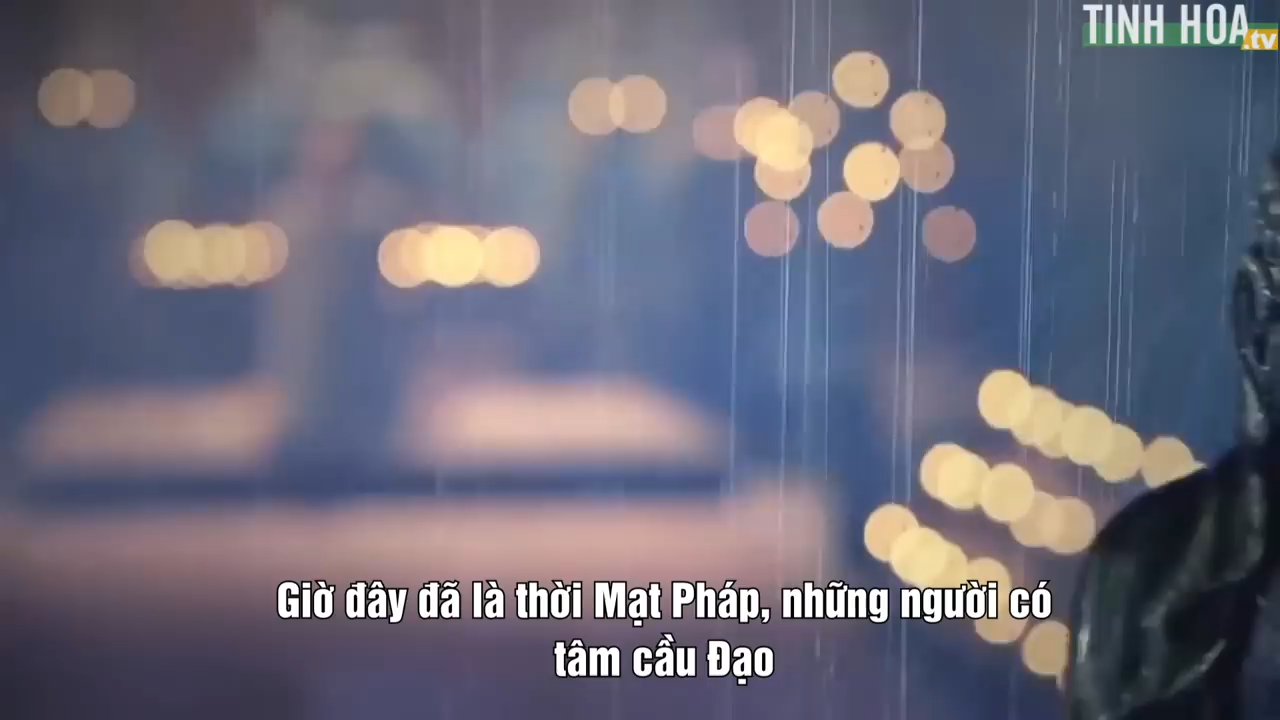 TINH HOA
.tv
Giờ đây đã là thời Mạt Pháp, những người có
tâm cầu Đạo